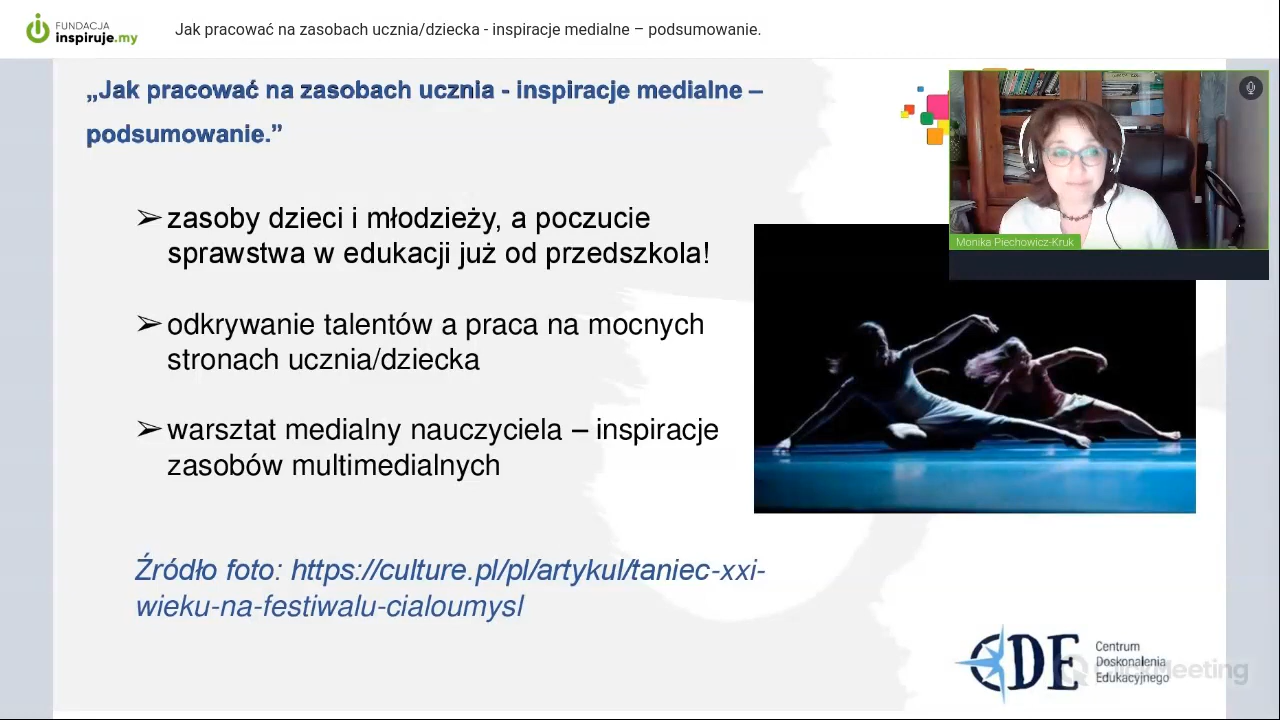 FUNDACJA
inspiruje.my
Jak pracować na zasobach ucznia/dziecka - inspiracje medialne – podsumowanie.
„Jak pracować na zasobach ucznia - inspiracje medialne –
podsumowanie.”
Monika Piechowicz-Kruk
➢ zasoby dzieci i młodzieży, a poczucie
sprawstwa w edukacji już od przedszkola!
➢ odkrywanie talentów a praca na mocnych
stronach ucznia/dziecka
➢ warsztat medialny nauczyciela – inspiracje
zasobów multimedialnych
Źródło foto: https://culture.pl/pl/artykul/taniec-xxi-
wieku-na-festiwalu-cialoumysl
CDE
Centrum
Doskonalenia
Edukacyjnego
ClickMeeting